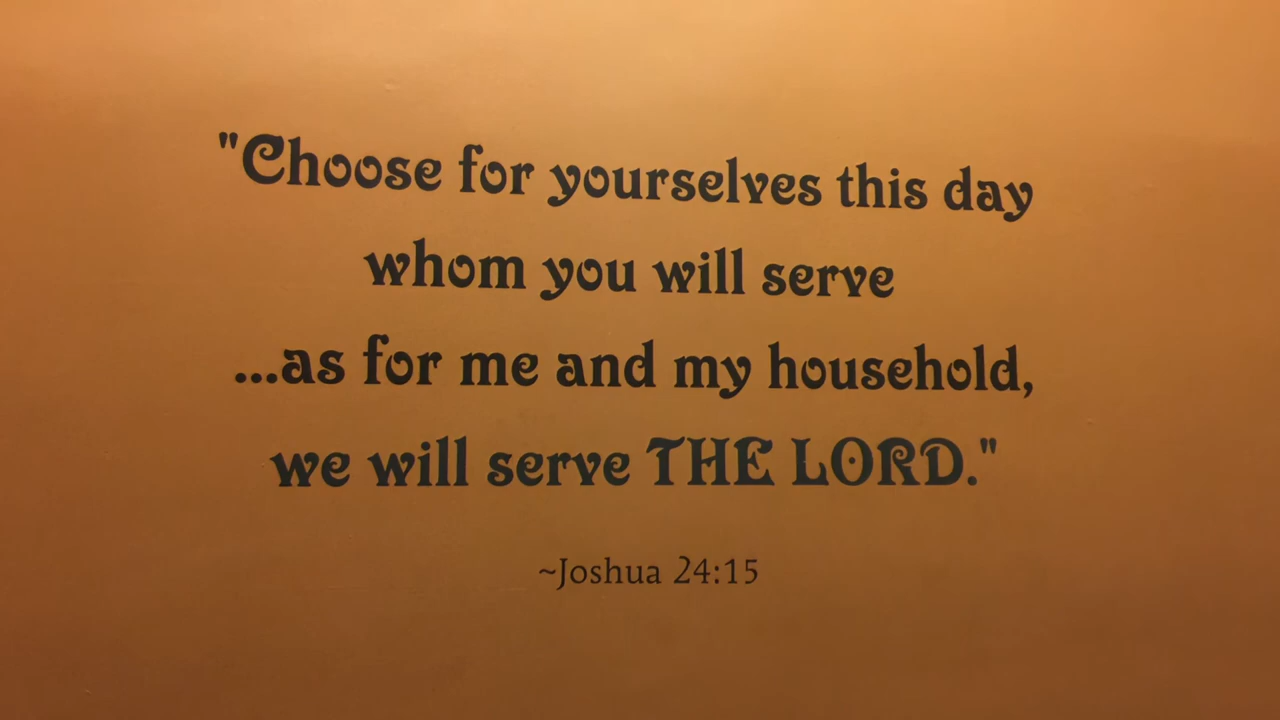 "Choose for yourselves this day
whom you will serve
...as for me and my household,
we will serve THE LORD."
~Joshua 24:15